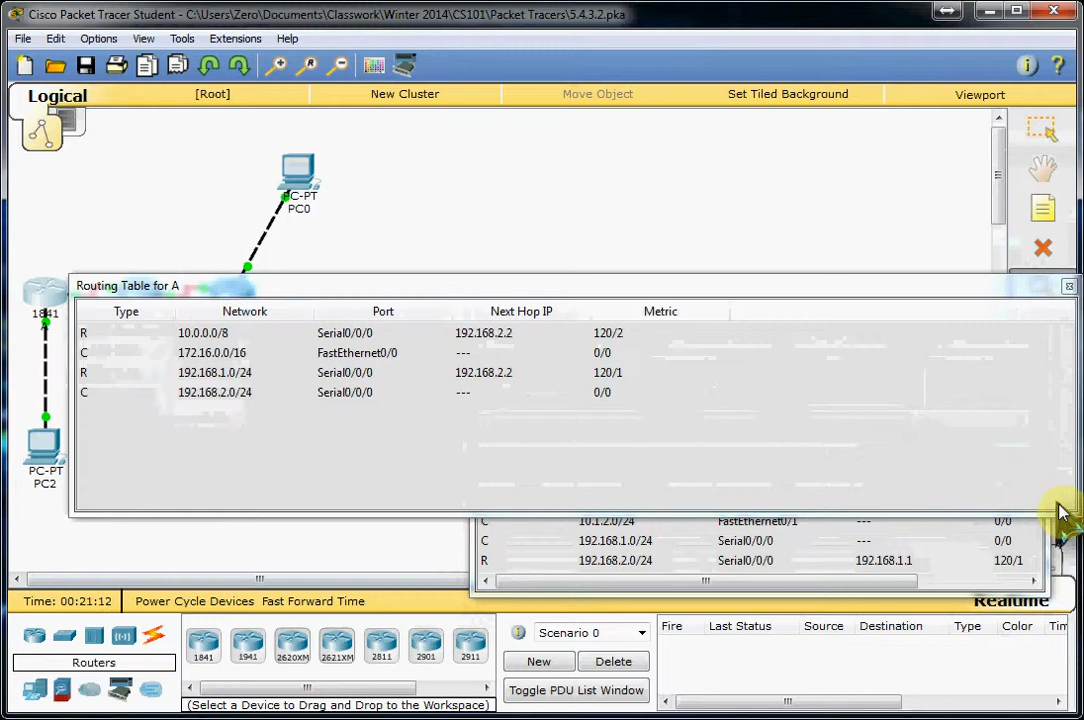 Cisco Packet Tracer Student - C:\Users\Zero\Documents\Classwork\Winter 2014\CS101\Packet Tracers\5.4.3.2.pka
File Edit Options View Tools Extensions Help
Logical [Root] New Cluster Move Object Set Tiled Background Viewport
PC-PT
PC0
1841
Routing Table for A
Type Network Port Next Hop IP Metric
R 10.0.0.0/8 Serial0/0/0 192.168.2.2 120/2
C 172.16.0.0/16 FastEthernet0/0 --- 0/0
R 192.168.1.0/24 Serial0/0/0 192.168.2.2 120/1
C 192.168.2.0/24 Serial0/0/0 --- 0/0
PC-PT
PC2
C 10.1.2.0/24 FastEthernet0/1 --- 0/0
C 192.168.1.0/24 Serial0/0/0 --- 0/0
R 192.168.2.0/24 Serial0/0/0 192.168.1.1 120/1
Time: 00:21:12 Power Cycle Devices Fast Forward Time Realtime
Routers
1841 1941 2620XM 2621XM 2811 2901 2911
(Select a Device to Drag and Drop to the Workspace)
Scenario 0
New Delete
Toggle PDU List Window
Fire Last Status Source Destination Type Color Tim